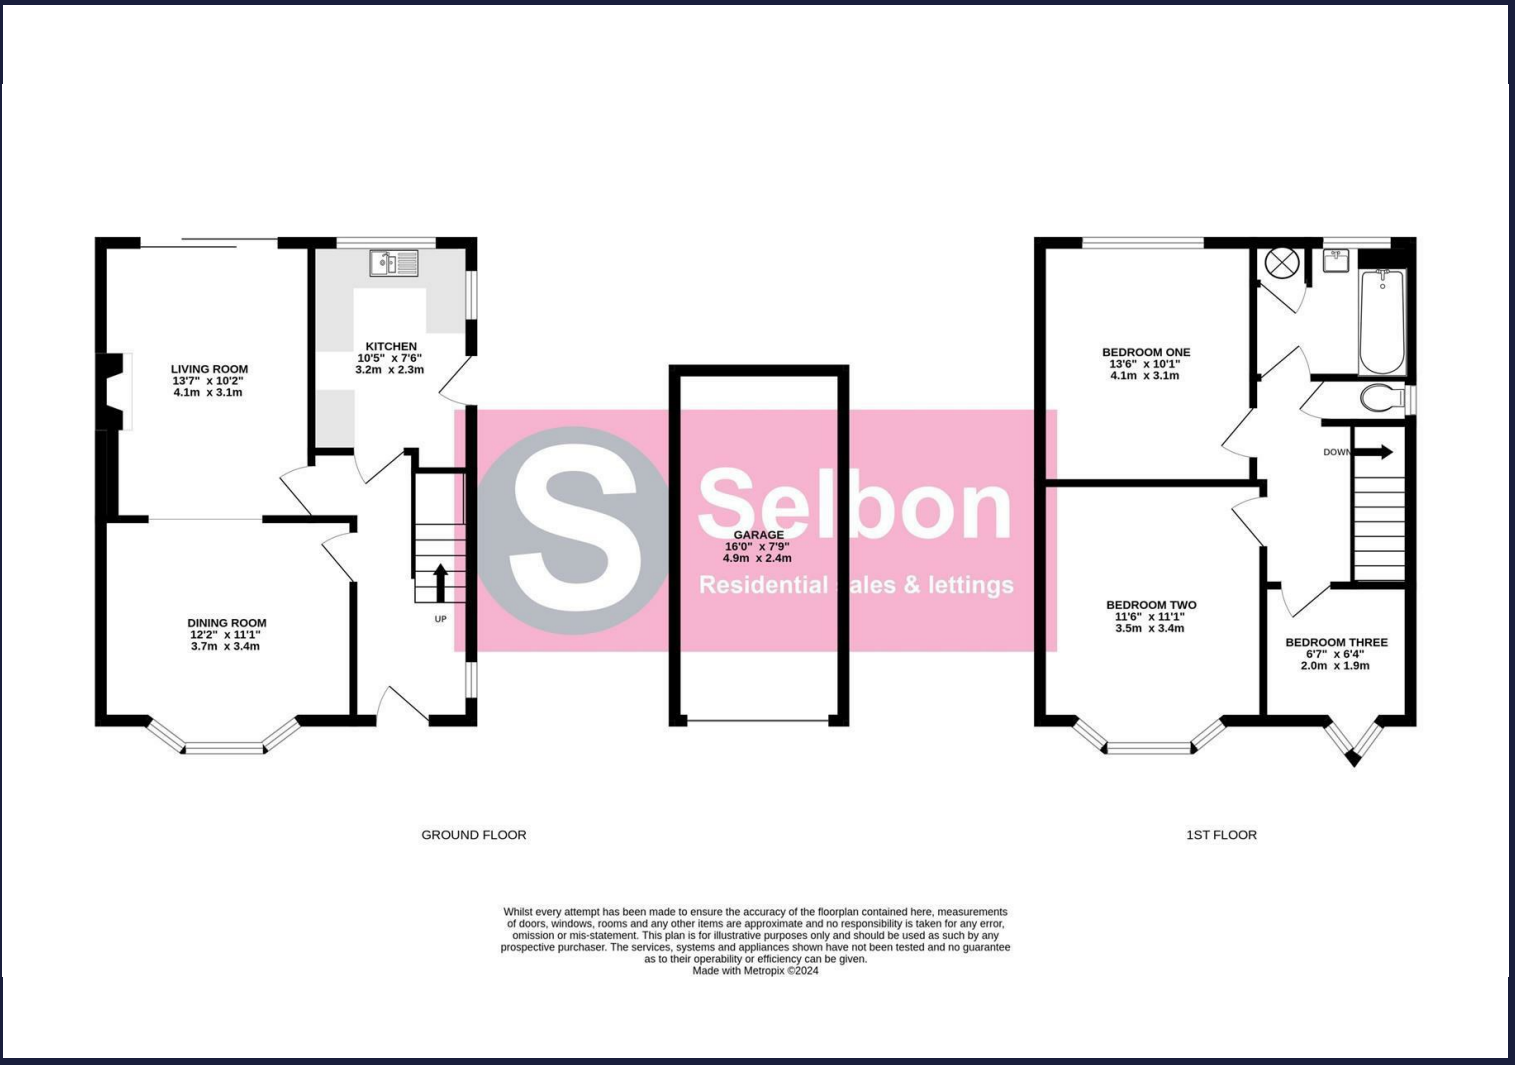 LIVING ROOM
13'7" x 10'2"
4.1m x 3.1m
KITCHEN
10'5" x 7'6"
3.2m x 2.3m
DINING ROOM
12'2" x 11'1"
3.7m x 3.4m
UP
S
Selbon
Residential sales & lettings
GARAGE
16'0" x 7'9"
4.9m x 2.4m
BEDROOM ONE
13'6" x 10'1"
4.1m x 3.1m
DOWN
BEDROOM TWO
11'6" x 11'1"
3.5m x 3.4m
BEDROOM THREE
6'7" x 6'4"
2.0m x 1.9m
GROUND FLOOR
1ST FLOOR
Whilst every attempt has been made to ensure the accuracy of the floorplan contained here, measurements
of doors, windows, rooms and any other items are approximate and no responsibility is taken for any error,
omission or mis-statement. This plan is for illustrative purposes only and should be used as such by any
prospective purchaser. The services, systems and appliances shown have not been tested and no guarantee
as to their operability or efficiency can be given.
Made with Metropix ©2024